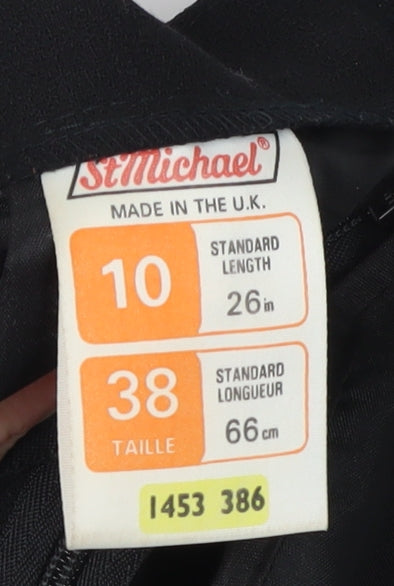 StMichael®
MADE IN THE U.K.
10
STANDARD
LENGTH
26in
38
TAILLE
STANDARD
LONGUEUR
66cm
1453 386